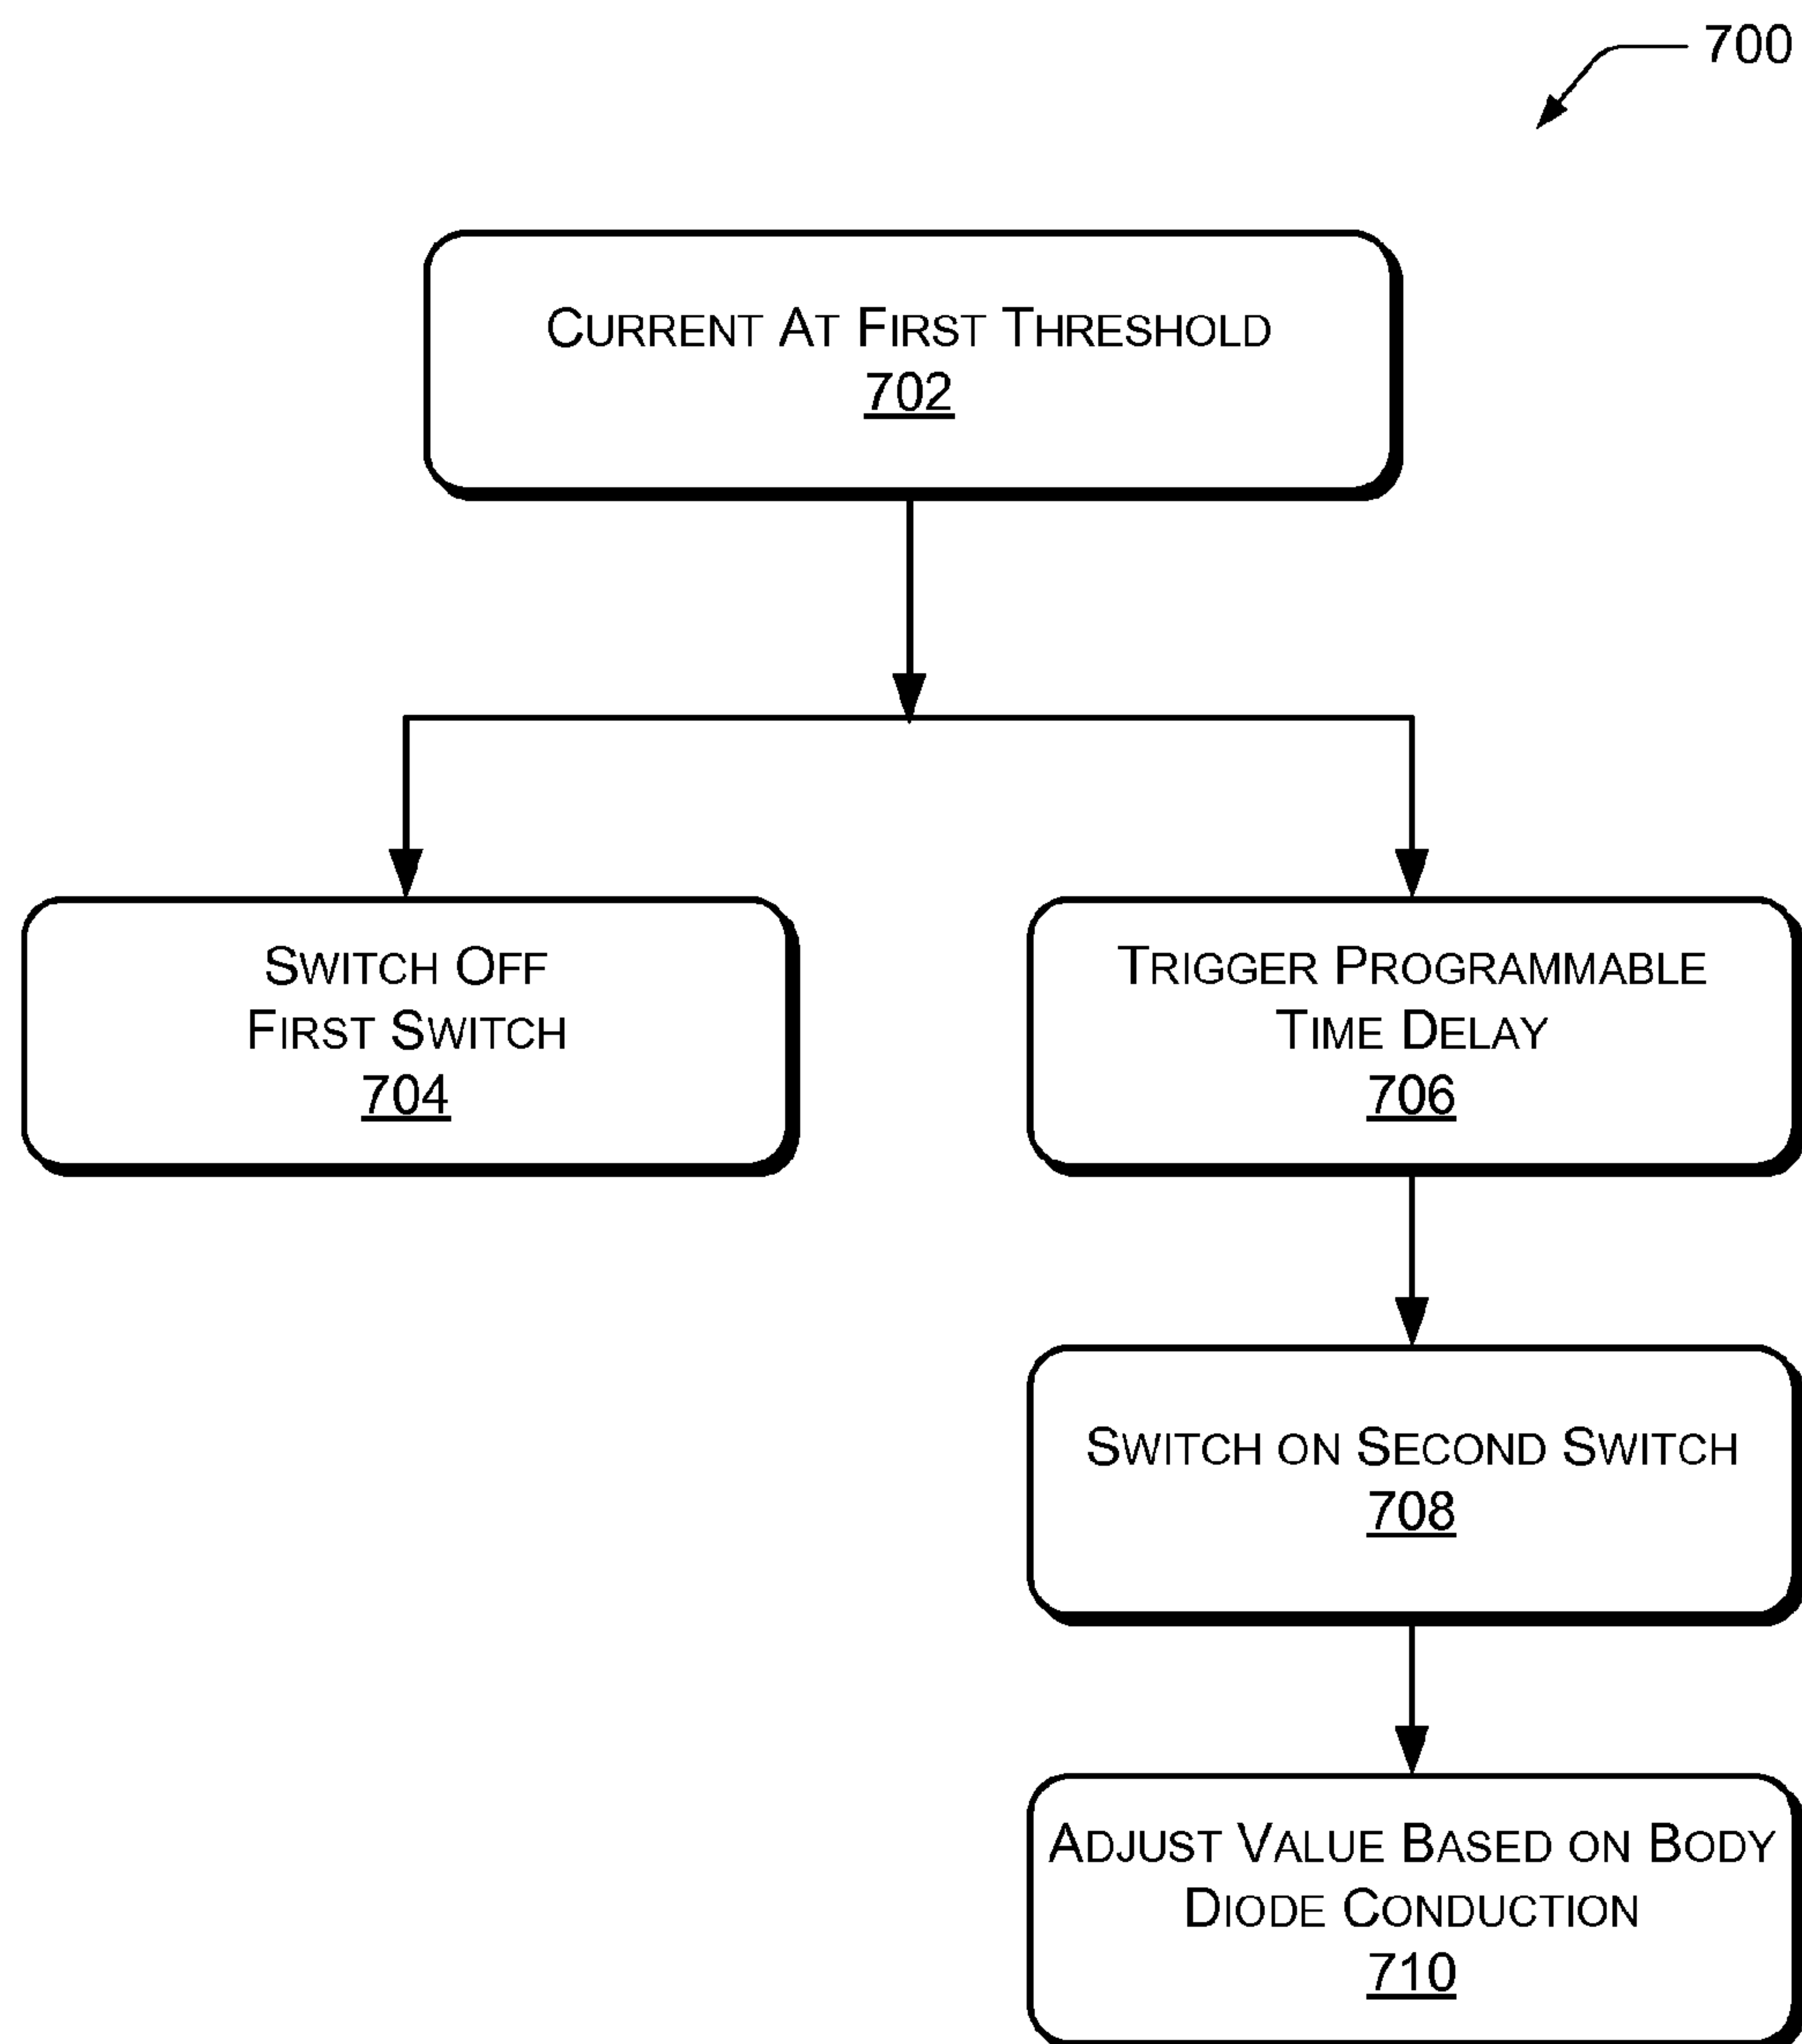 700
CURRENT AT FIRST THRESHOLD
702
SWITCH OFF
FIRST SWITCH
704
TRIGGER PROGRAMMABLE
TIME DELAY
706
SWITCH ON SECOND SWITCH
708
ADJUST VALUE BASED ON BODY
DIODE CONDUCTION
710